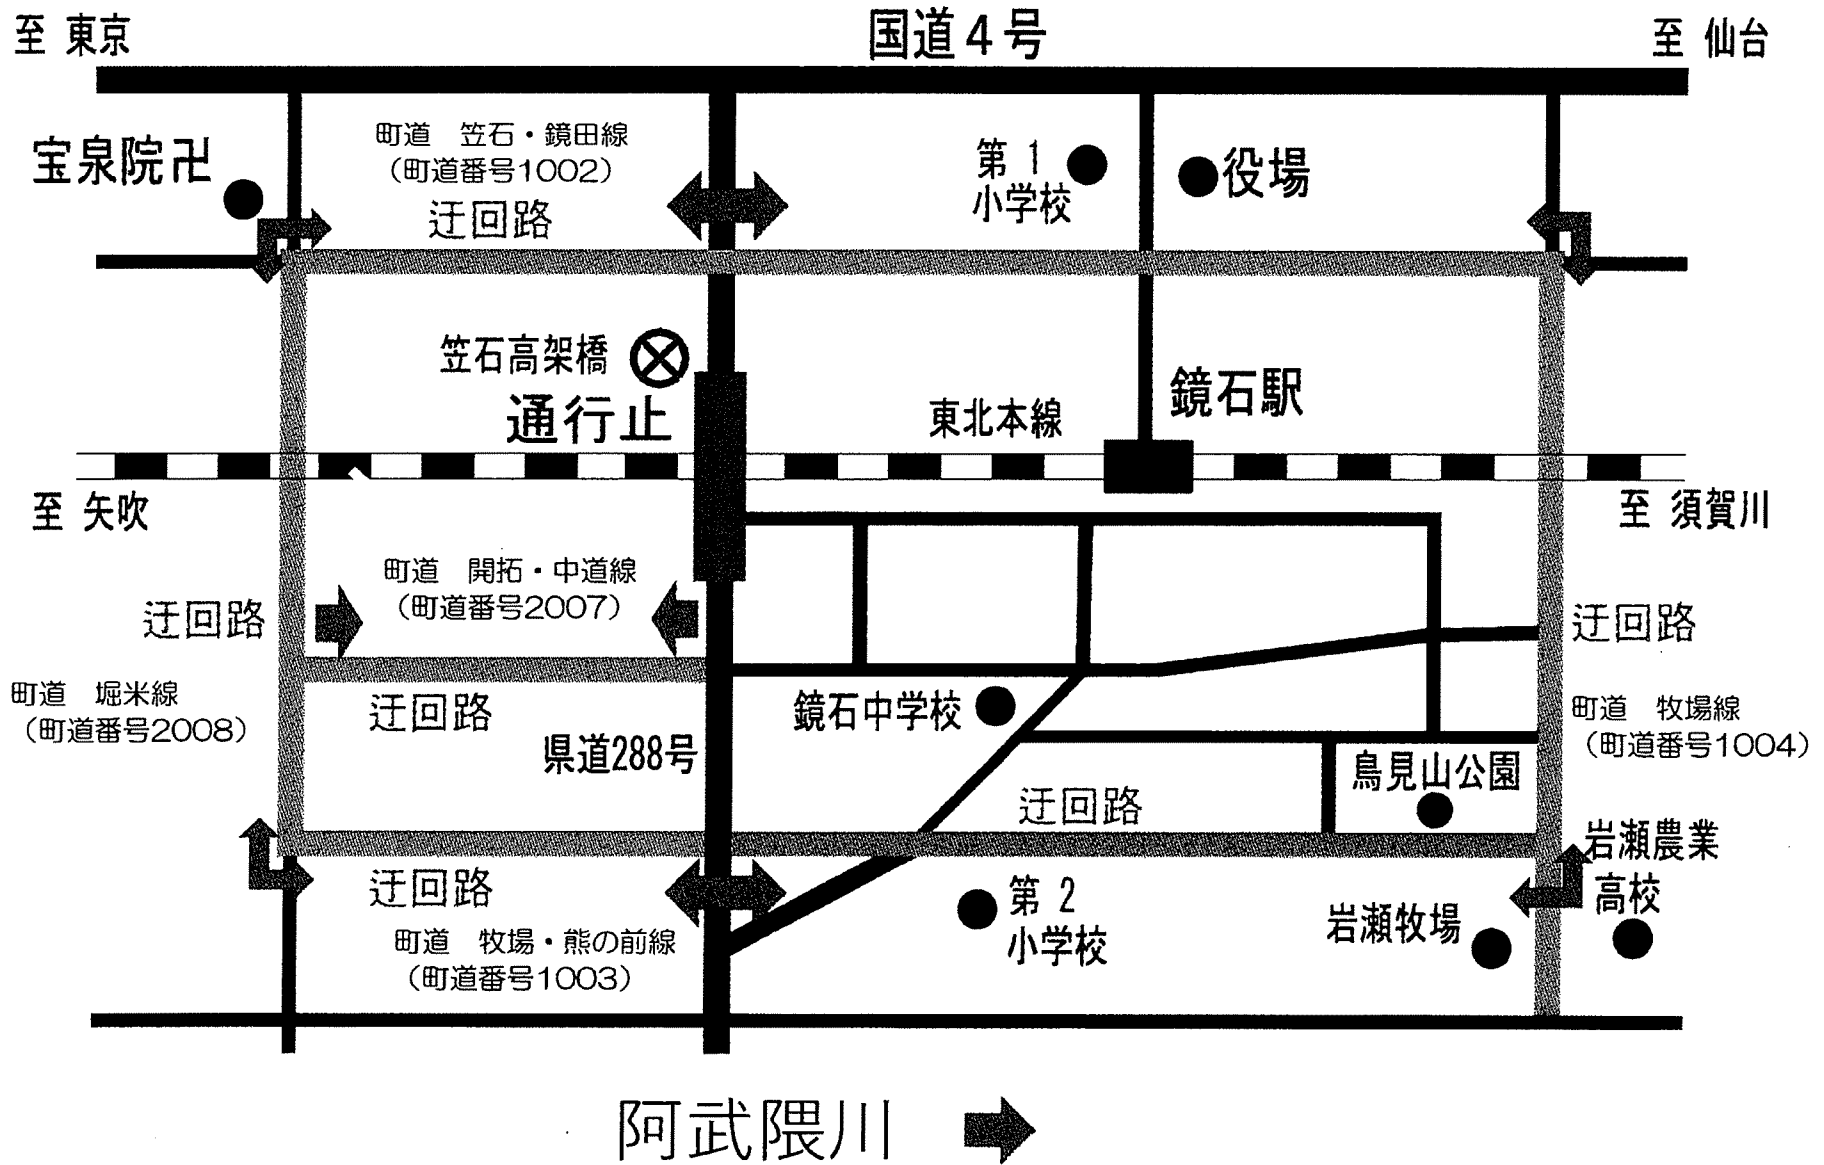 至 東京
国道4号
至 仙台
宝泉院卍
町道 笠石・鏡田線
(町道番号1002)
迂回路
第1
小学校
役場
笠石高架橋
通行止
東北本線
鏡石駅
至 矢吹
至 須賀川
町道 開拓・中道線
(町道番号2007)
迂回路
迂回路
町道 堀米線
(町道番号2008)
迂回路
県道288号
鏡石中学校
町道 牧場線
(町道番号1004)
鳥見山公園
迂回路
岩瀬農業
高校
迂回路
第2
小学校
岩瀬牧場
町道 牧場・熊の前線
(町道番号1003)
阿武隈川